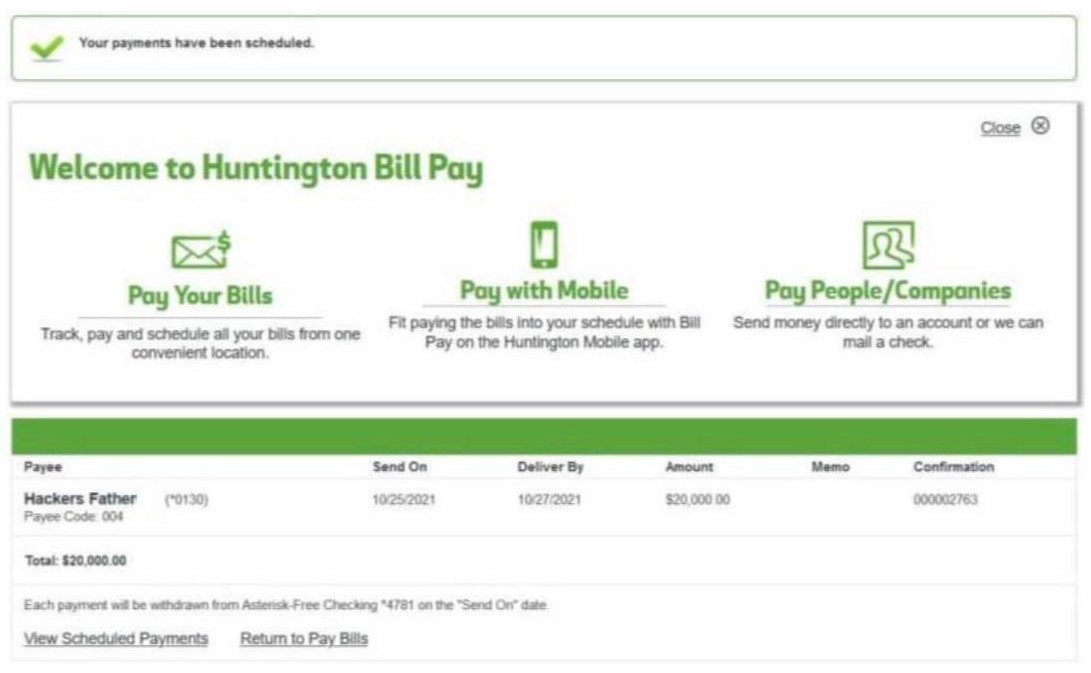 Your payments have been scheduled.
Close
Welcome to Huntington Bill Pay
Pay Your Bills
Track, pay and schedule all your bills from one
convenient location.
Pay with Mobile
Fit paying the bills into your schedule with Bill
Pay on the Huntington Mobile app.
Pay People/Companies
Send money directly to an account or we can
mail a check.
Payee Send On Deliver By Amount Memo Confirmation
Hackers Father (*0130) 10/25/2021 10/27/2021 $20,000.00 000002763
Payee Code: 004
Total: $20,000.00
Each payment will be withdrawn from Asterisk-Free Checking *4781 on the "Send On" date.
View Scheduled Payments Return to Pay Bills